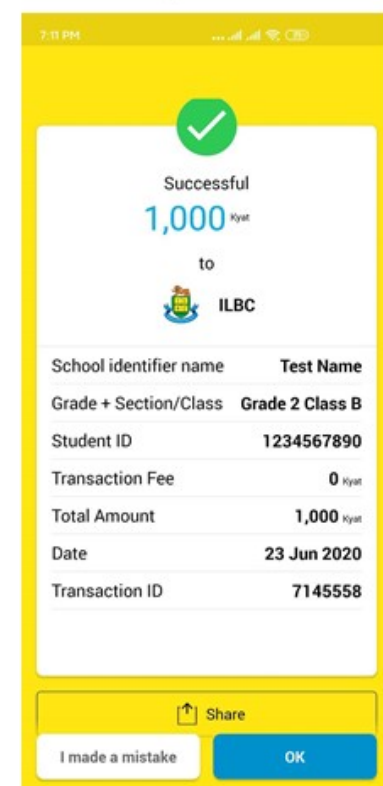 7:11 PM
Successful
1,000 Kyat
to
ILBC
School identifier name Test Name
Grade + Section/Class Grade 2 Class B
Student ID 1234567890
Transaction Fee 0 Kyat
Total Amount 1,000 Kyat
Date 23 Jun 2020
Transaction ID 7145558
Share
I made a mistake OK